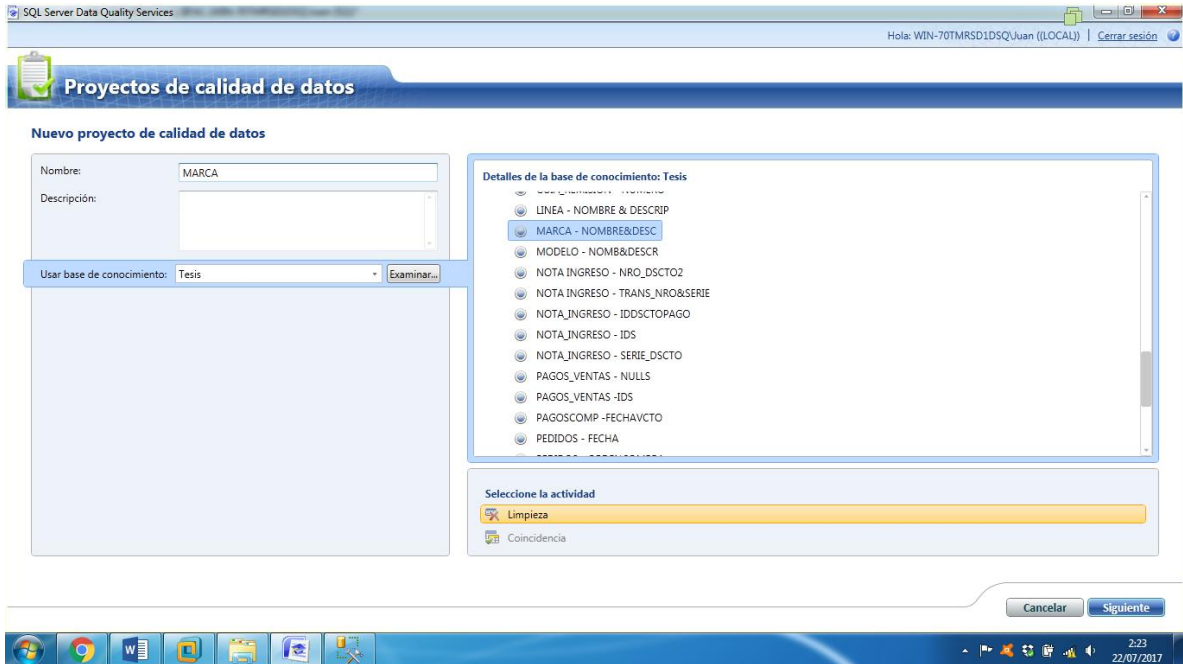 SQL Server Data Quality Services
Hola: WIN-70TMRSD1DSQ\Juan ((LOCAL)) | Cerrar sesión
Proyectos de calidad de datos
Nuevo proyecto de calidad de datos
Nombre: MARCA
Descripción:
Usar base de conocimiento: Tesis Examinar...
Detalles de la base de conocimiento: Tesis
LINEA - NOMBRE & DESCRIP
MARCA - NOMBRE&DESC
MODELO - NOMB&DESCR
NOTA INGRESO - NRO_DSCTO2
NOTA INGRESO - TRANS_NRO&SERIE
NOTA_INGRESO - IDDSCTOPAGO
NOTA_INGRESO - IDS
NOTA_INGRESO - SERIE_DSCTO
PAGOS_VENTAS - NULLS
PAGOS_VENTAS -IDS
PAGOSCOMP -FECHAVCTO
PEDIDOS - FECHA
Seleccione la actividad
Limpieza
Coincidencia
Cancelar Siguiente
2:23
22/07/2017